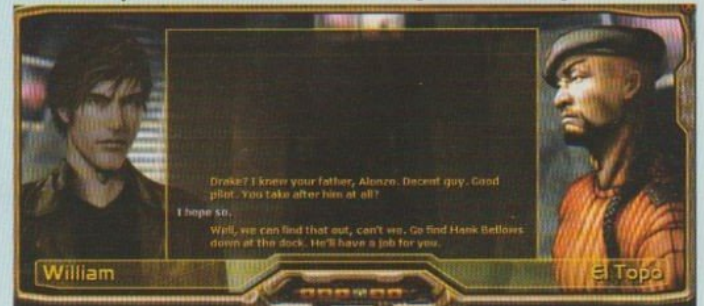 Drake? I knew your father, Alonzo. Decent guy. Good
pilot. You take after him at all?
I hope so.
Well, we can find that out, can't we. Go find Hank Bellows
down at the dock. He'll have a job for you.
William
El Topo